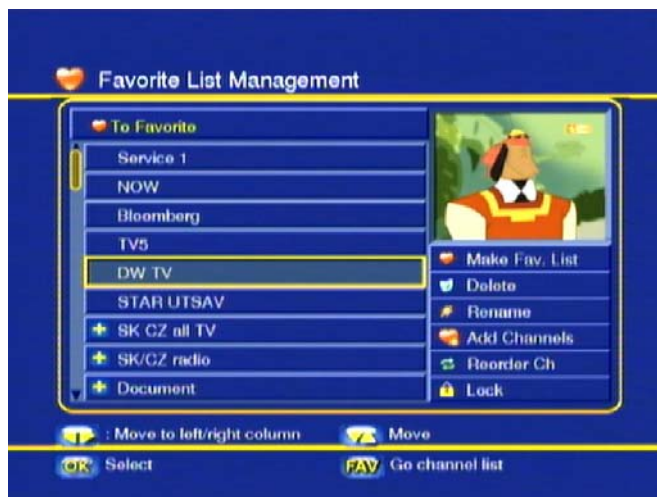 Favorite List Management
To Favorite
Service 1
NOW
Bloomberg
TV5
DW TV
STAR UTSAV
SK CZ all TV
SK/CZ radio
Document
Make Fav. List
Delete
Rename
Add Channels
Reorder Ch
Lock
: Move to left/right column
Move
OK Select
FAV Go channel list